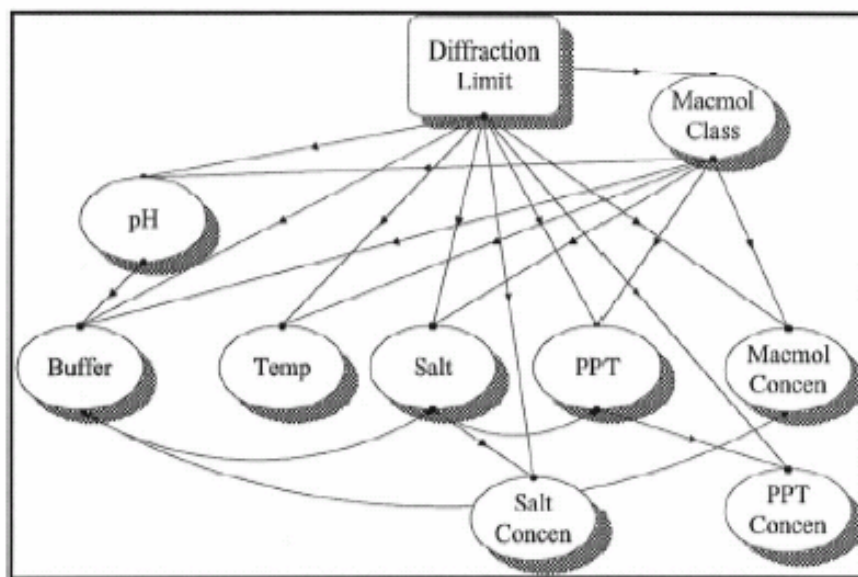 Diffraction
Limit
Macmol
Class
pH
Buffer
Temp
Salt
PPT
Macmol
Concen
Salt
Concen
PPT
Concen